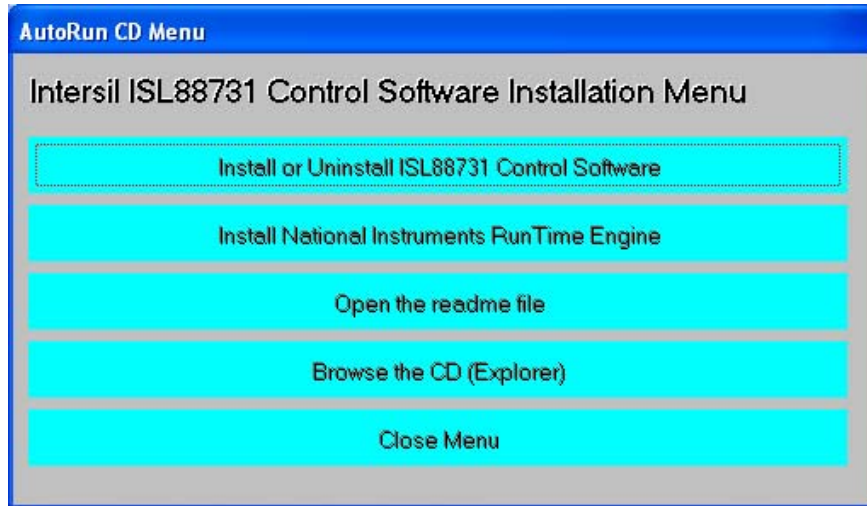 AutoRun CD Menu
Intersil ISL88731 Control Software Installation Menu
Install or Uninstall ISL88731 Control Software
Install National Instruments RunTime Engine
Open the readme file
Browse the CD (Explorer)
Close Menu